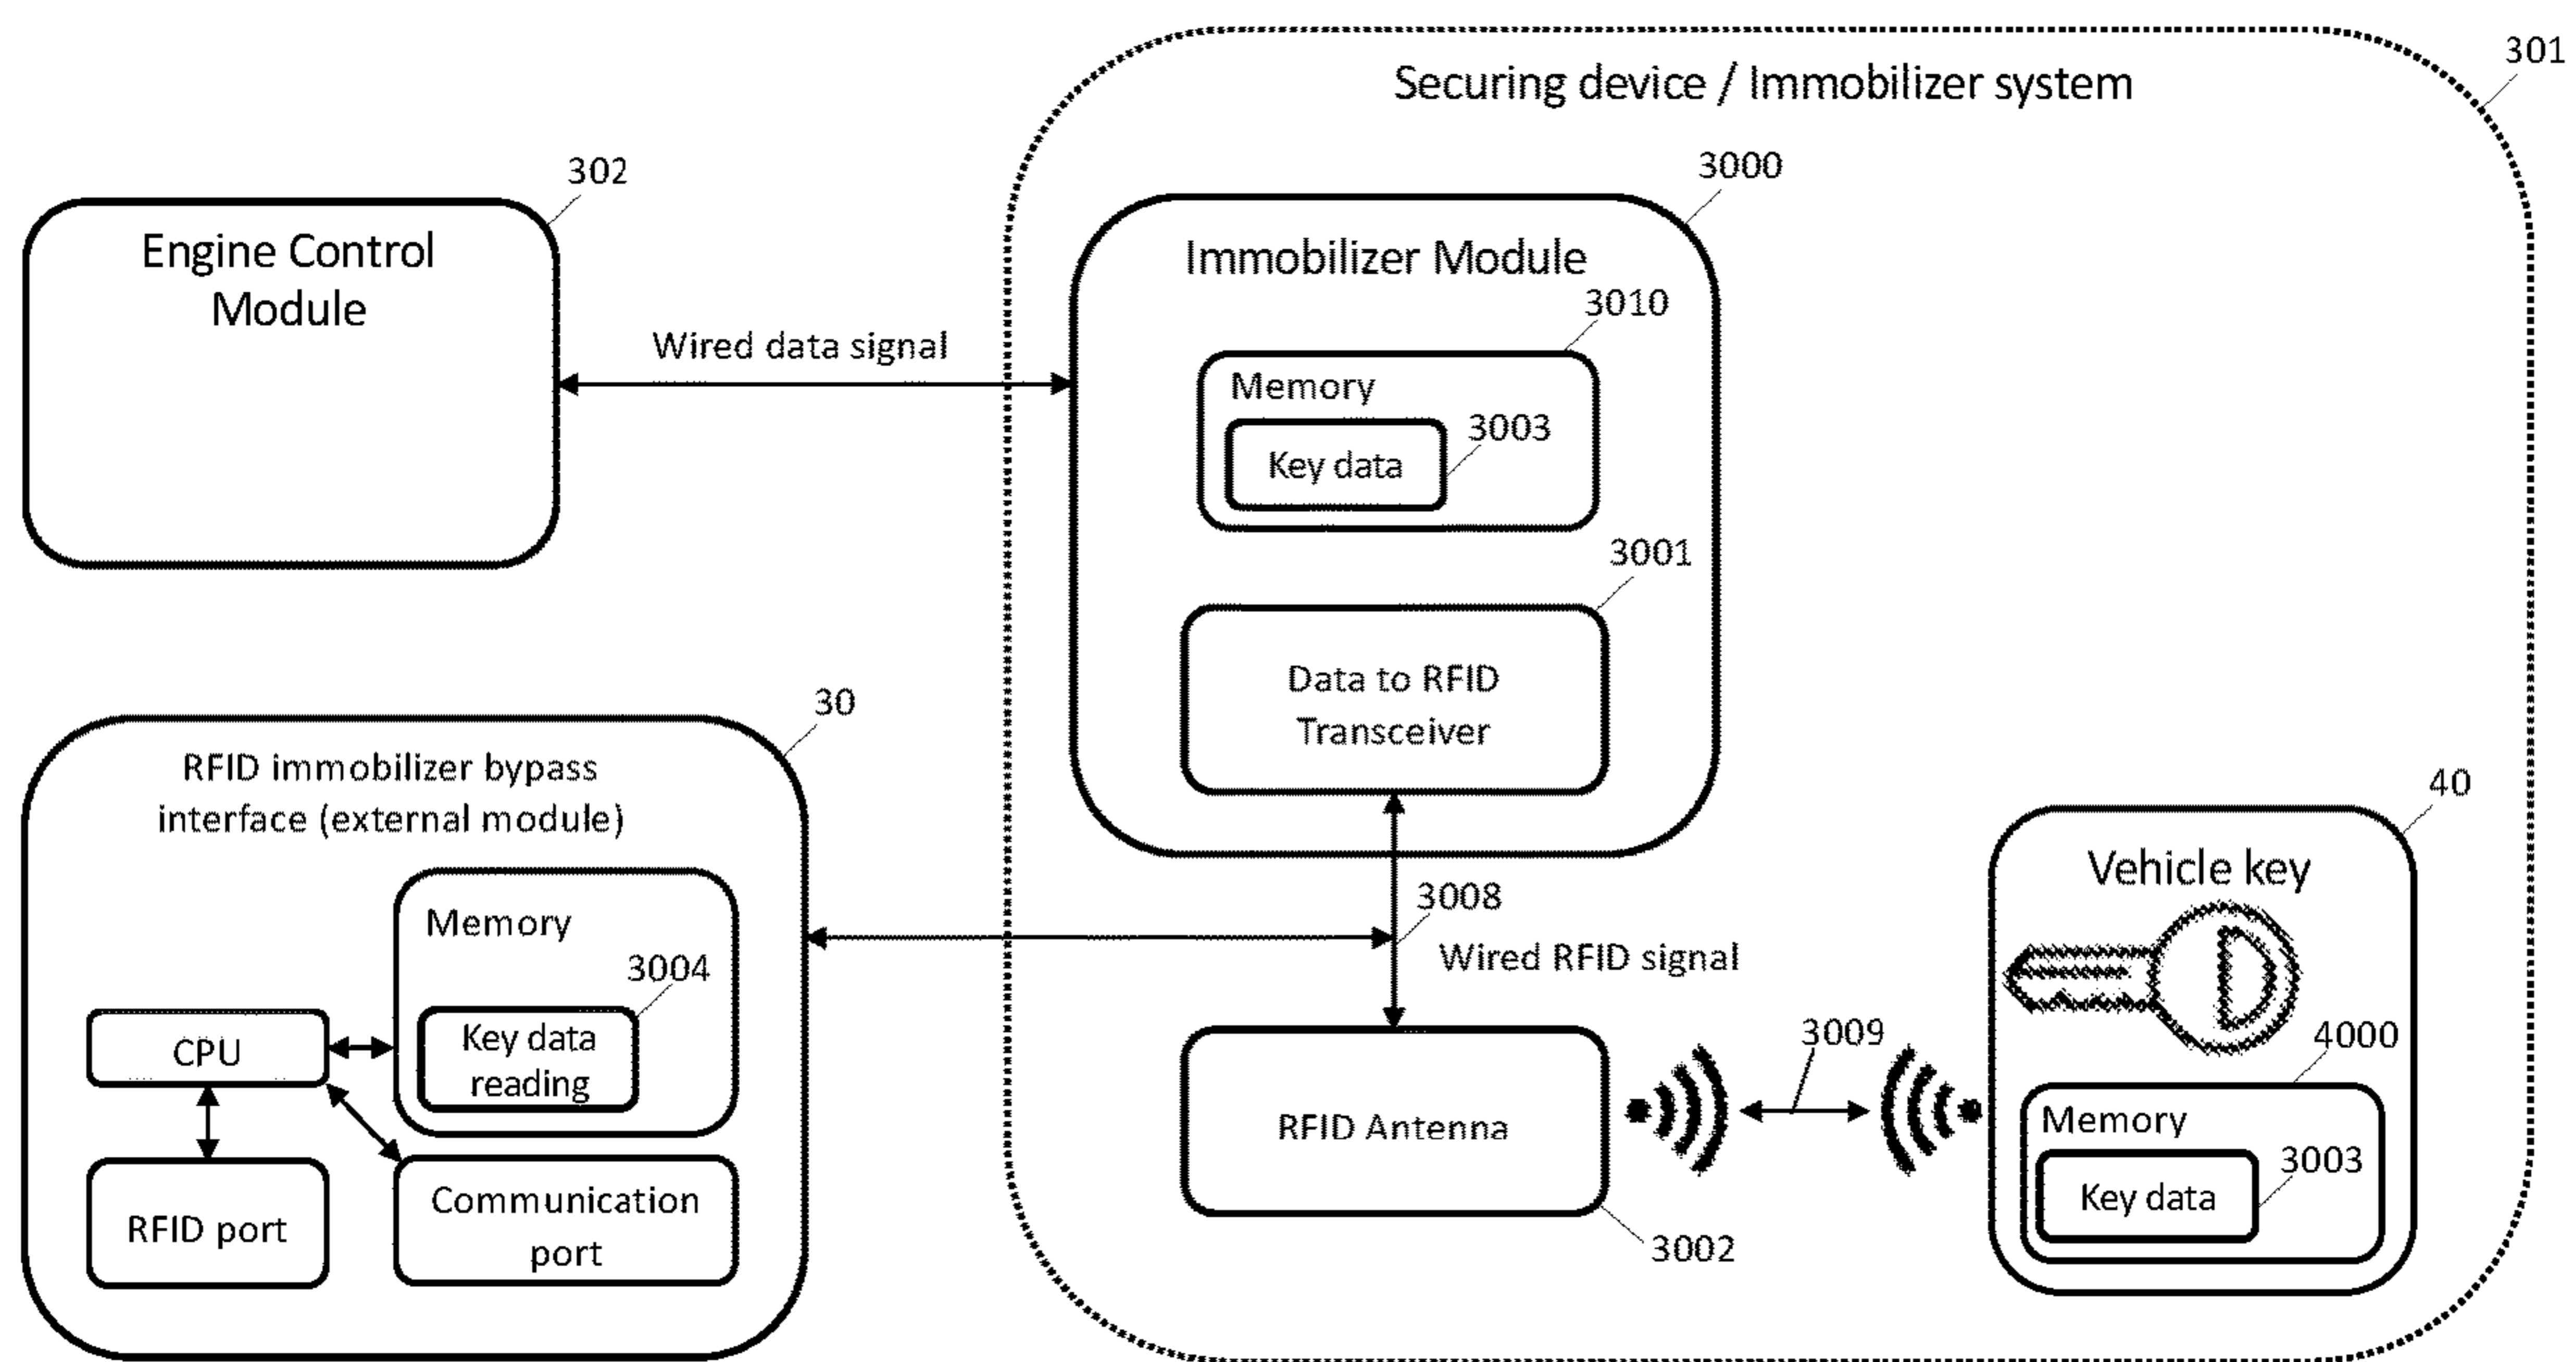 Securing device / Immobilizer system
301
302
Engine Control
Module
Wired data signal
3000
Immobilizer Module
3010
Memory
3003
Key data
3001
Data to RFID
Transceiver
30
RFID immobilizer bypass
interface (external module)
Memory
3004
Key data
reading
CPU
RFID port
Communication
port
3008
Wired RFID signal
RFID Antenna
3002
3009
40
Vehicle key
4000
Memory
3003
Key data